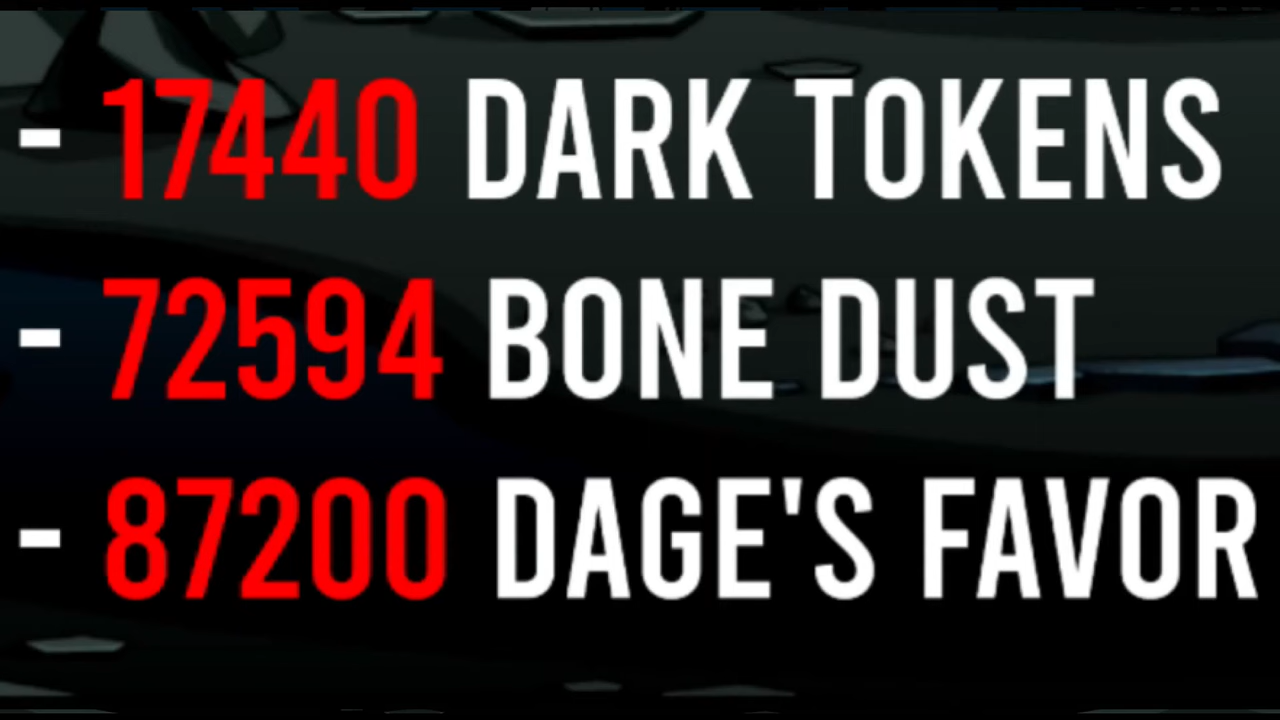 - 17440 DARK TOKENS
- 72594 BONE DUST
- 87200 DAGE'S FAVOR